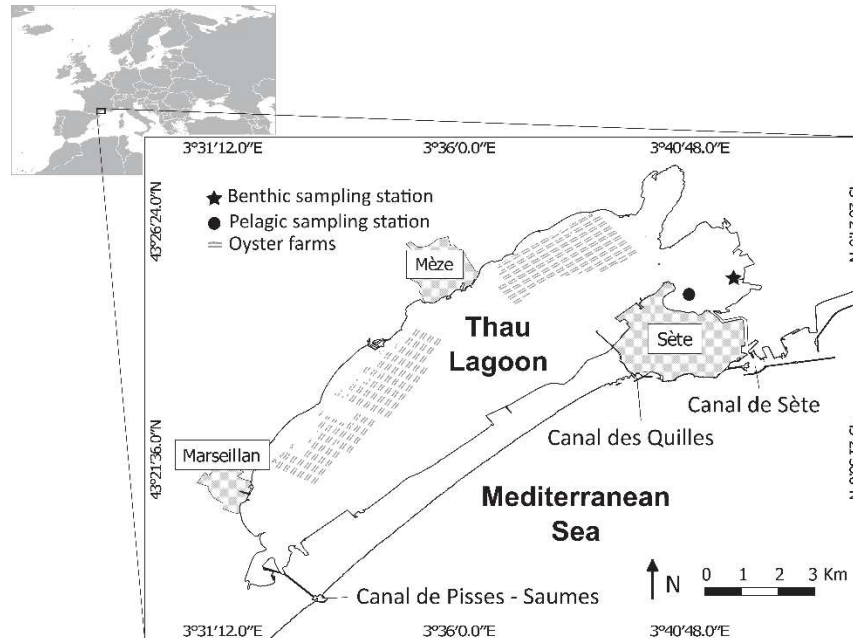 3°31′12.0″E 3°36′0.0″E 3°40′48.0″E
43°26′24.0″N
★ Benthic sampling station
● Pelagic sampling station
Oyster farms
Mèze
Thau
Lagoon
Sète
Canal de Sète
Canal des Quilles
Marseillan
43°21′36.0″N
Mediterranean
Sea
N
0 1 2 3 Km
Canal de Pisses - Saumes
3°31′12.0″E 3°36′0.0″E 3°40′48.0″E